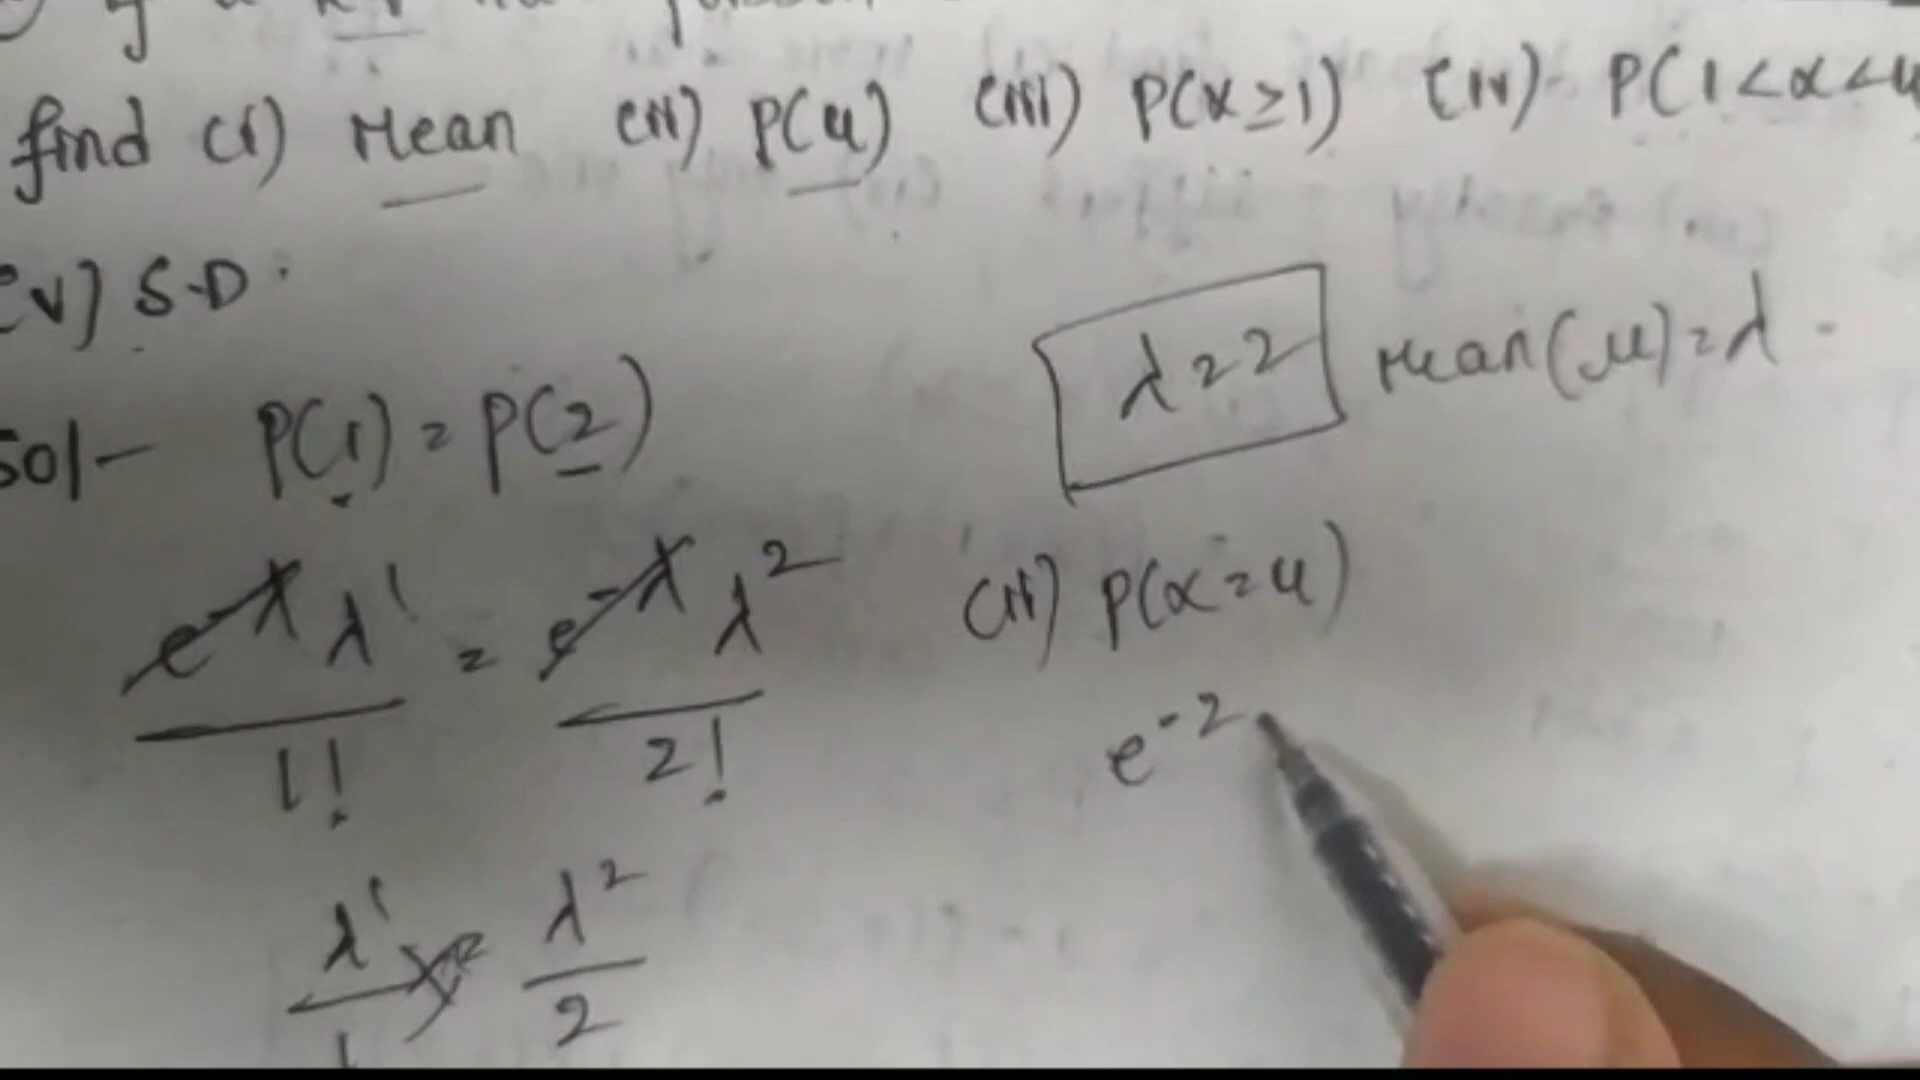 find (i) Mean (ii) P(4) (iii) P(x≥1) (iv) P(1<x<4
(v) S.D.
λ=2 Mean(μ)=λ
Sol- P(1) = P(2)
e^-λ λ^1 / 1! = e^-λ λ^2 / 2!
(ii) P(x=4)
e^-2
λ^1 / 1 = λ^2 / 2